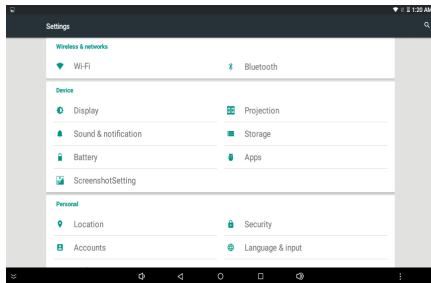 1:20 AM
Settings
Wireless & networks
Wi-Fi
Bluetooth
Device
Display
Projection
Sound & notification
Storage
Battery
Apps
ScreenshotSetting
Personal
Location
Security
Accounts
Language & input